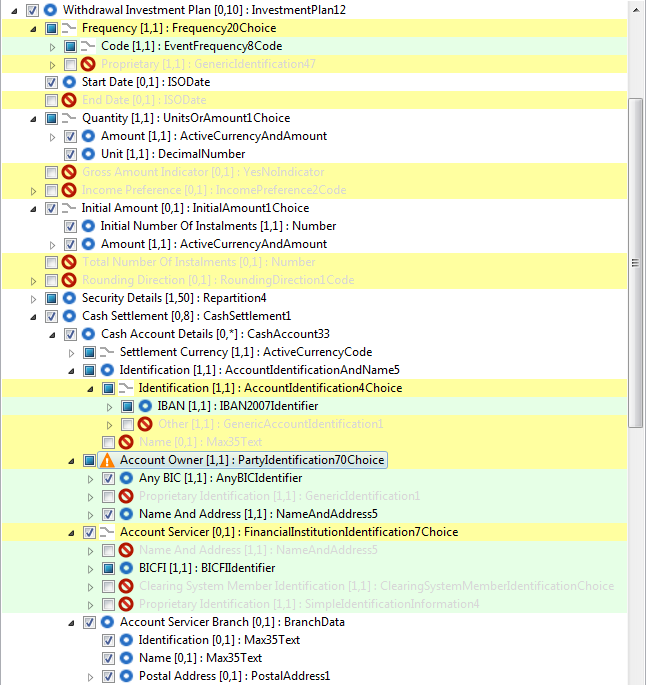 Withdrawal Investment Plan [0,10] : InvestmentPlan12
Frequency [1,1] : Frequency20Choice
Code [1,1] : EventFrequency8Code
Proprietary [1,1] : GenericIdentification47
Start Date [0,1] : ISODate
End Date [0,1] : ISODate
Quantity [1,1] : UnitsOrAmount1Choice
Amount [1,1] : ActiveCurrencyAndAmount
Unit [1,1] : DecimalNumber
Gross Amount Indicator [0,1] : YesNoIndicator
Income Preference [0,1] : IncomePreference2Code
Initial Amount [0,1] : InitialAmount1Choice
Initial Number Of Instalments [1,1] : Number
Amount [1,1] : ActiveCurrencyAndAmount
Total Number Of Instalments [0,1] : Number
Rounding Direction [0,1] : RoundingDirection1Code
Security Details [1,50] : Repartition4
Cash Settlement [0,8] : CashSettlement1
Cash Account Details [0,*] : CashAccount33
Settlement Currency [1,1] : ActiveCurrencyCode
Identification [1,1] : AccountIdentificationAndName5
Identification [1,1] : AccountIdentification4Choice
IBAN [1,1] : IBAN2007Identifier
Other [1,1] : GenericAccountIdentification1
Name [0,1] : Max35Text
Account Owner [1,1] : PartyIdentification70Choice
Any BIC [1,1] : AnyBICIdentifier
Proprietary Identification [1,1] : GenericIdentification1
Name And Address [1,1] : NameAndAddress5
Account Servicer [0,1] : FinancialInstitutionIdentification7Choice
Name And Address [1,1] : NameAndAddress5
BICFI [1,1] : BICFIIdentifier
Clearing System Member Identification [1,1] : ClearingSystemMemberIdentificationChoice
Proprietary Identification [1,1] : SimpleIdentificationInformation4
Account Servicer Branch [0,1] : BranchData
Identification [0,1] : Max35Text
Name [0,1] : Max35Text
Postal Address [0,1] : PostalAddress1